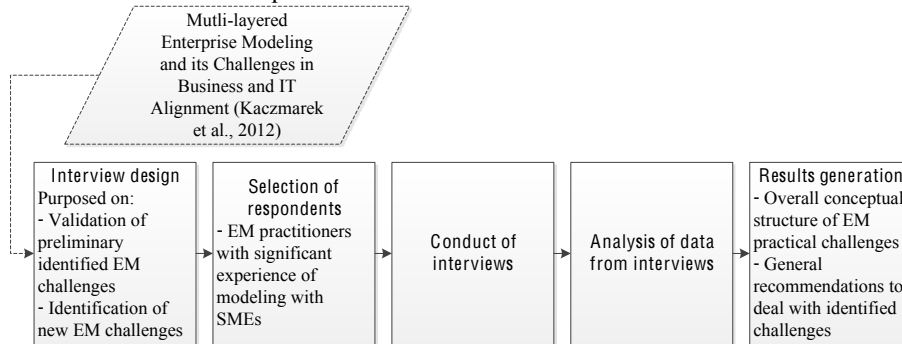 Mutli-layered
Enterprise Modeling
and its Challenges in
Business and IT
Alignment (Kaczmarek
et al., 2012)
Interview design
Purposed on:
- Validation of
preliminary
identified EM
challenges
- Identification of
new EM challenges
Selection of
respondents
- EM practitioners
with significant
experience of
modeling with
SMEs
Conduct of
interviews
Analysis of data
from interviews
Results generation
- Overall conceptual
structure of EM
practical challenges
- General
recommendations to
deal with identified
challenges